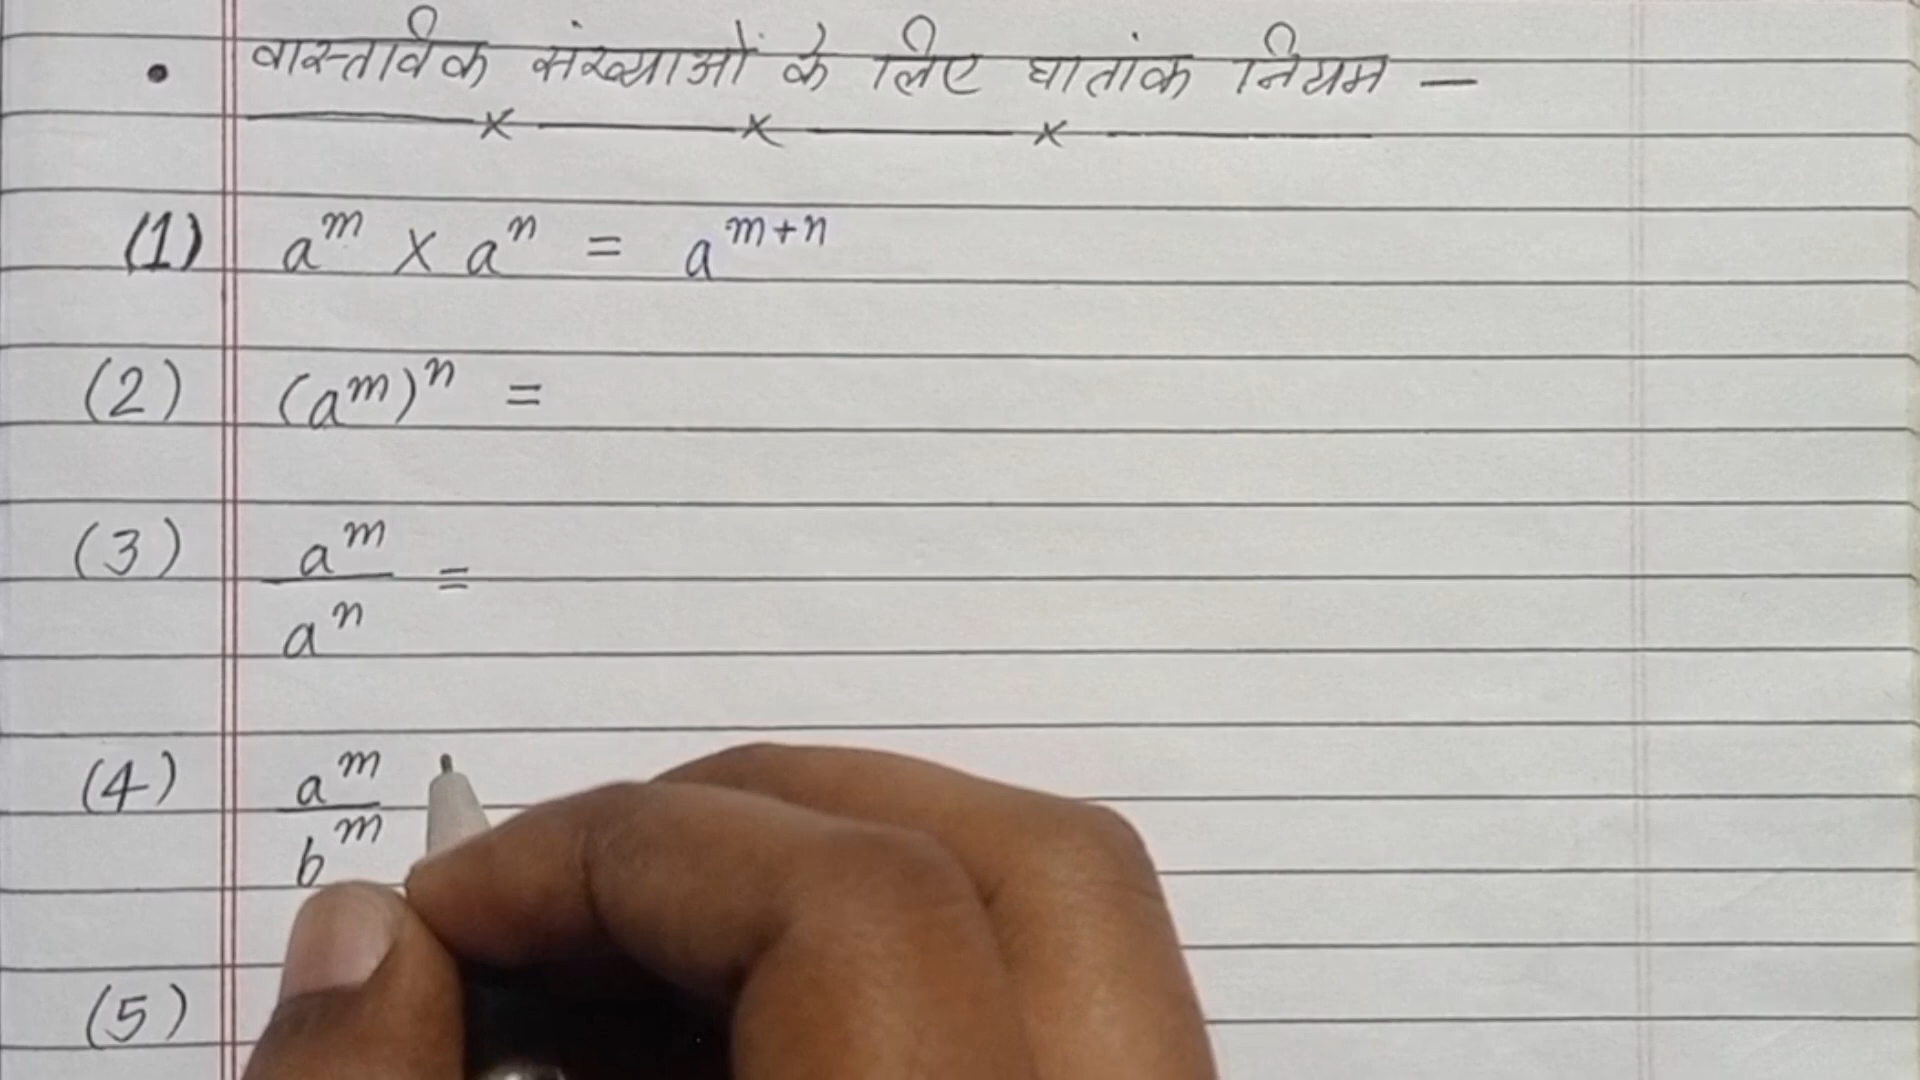 • वास्तविक संख्याओं के लिए घातांक नियम –
(1) a^m × a^n = a^{m+n}
(2) (a^m)^n =
(3) a^m / a^n =
(4) a^m / b^m
(5)